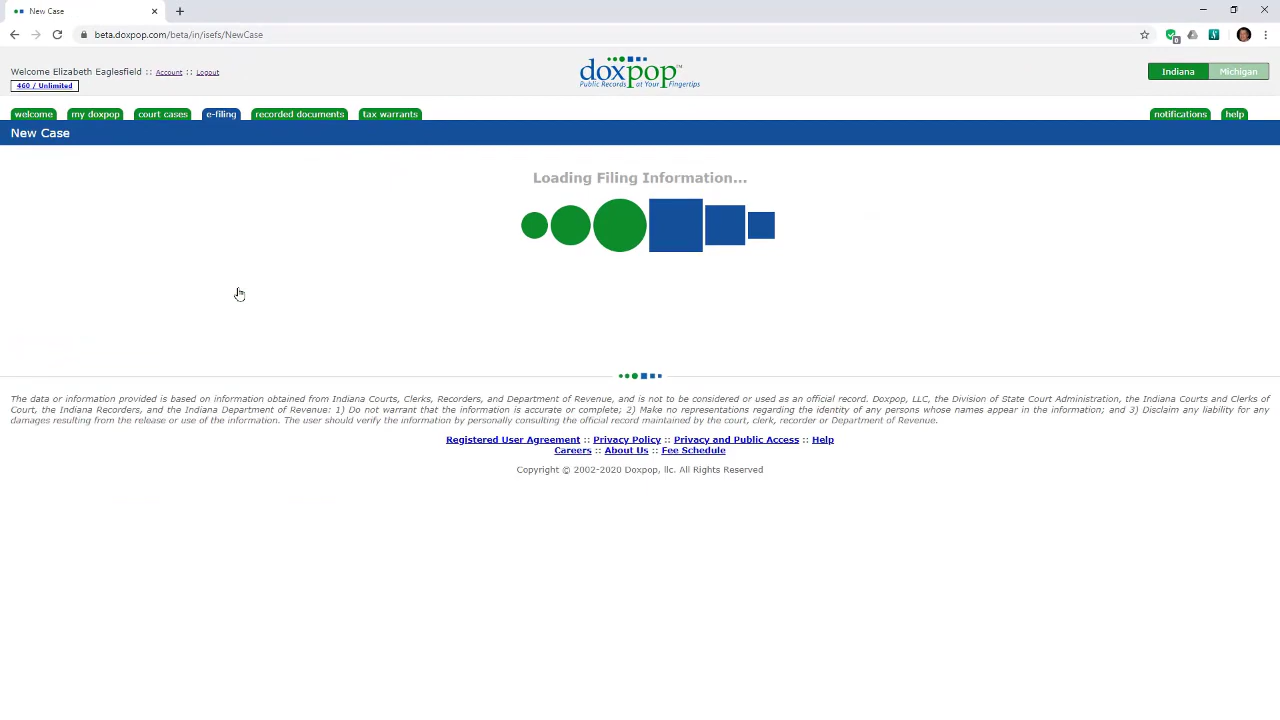 New Case
beta.doxpop.com/beta/in/isefs/NewCase
0
Welcome Elizabeth Eaglesfield :: Account :: Logout
460 / Unlimited
doxpop™
Public Records at Your Fingertips
Indiana Michigan
welcome my doxpop court cases e-filing recorded documents tax warrants notifications help
New Case
Loading Filing Information...
The data or information provided is based on information obtained from Indiana Courts, Clerks, Recorders, and Department of Revenue, and is not to be considered or used as an official record. Doxpop, LLC, the Division of State Court Administration, the Indiana Courts and Clerks of
Court, the Indiana Recorders, and the Indiana Department of Revenue: 1) Do not warrant that the information is accurate or complete; 2) Make no representations regarding the identity of any persons whose names appear in the information; and 3) Disclaim any liability for any
damages resulting from the release or use of the information. The user should verify the information by personally consulting the official record maintained by the court, clerk, recorder or Department of Revenue.
Registered User Agreement :: Privacy Policy :: Privacy and Public Access :: Help
Careers :: About Us :: Fee Schedule
Copyright © 2002-2020 Doxpop, llc. All Rights Reserved